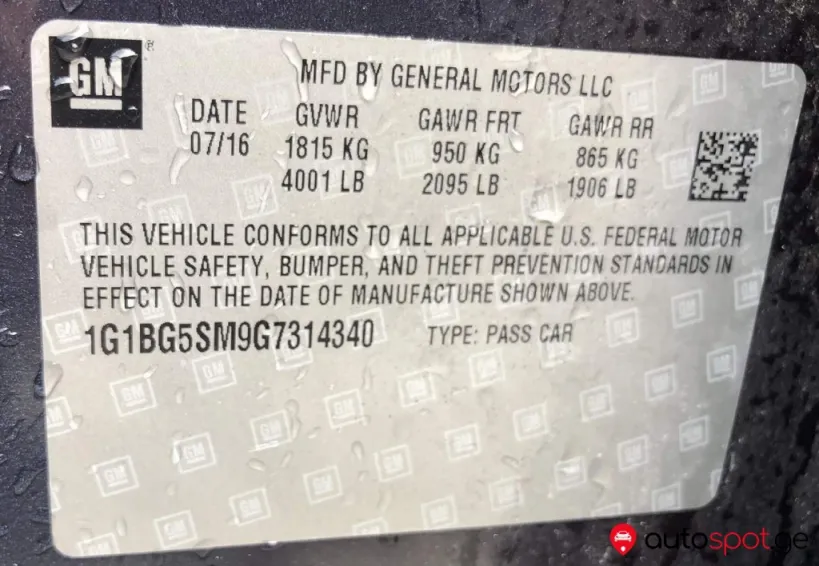 GM
MFD BY GENERAL MOTORS LLC
DATE GVWR GAWR FRT GAWR RR
07/16 1815 KG 950 KG 865 KG
4001 LB 2095 LB 1906 LB
THIS VEHICLE CONFORMS TO ALL APPLICABLE U.S. FEDERAL MOTOR
VEHICLE SAFETY, BUMPER, AND THEFT PREVENTION STANDARDS IN
EFFECT ON THE DATE OF MANUFACTURE SHOWN ABOVE.
1G1BG5SM9G7314340 TYPE: PASS CAR
autospot.ge